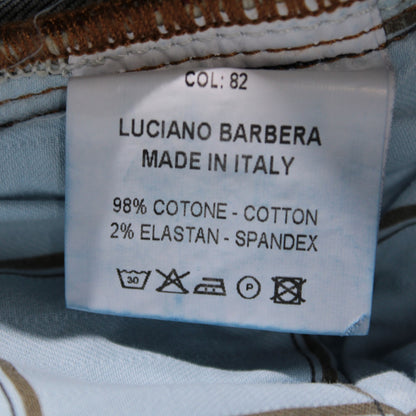 COL: 82
LUCIANO BARBERA
MADE IN ITALY
98% COTONE - COTTON
2% ELASTAN - SPANDEX
30 P